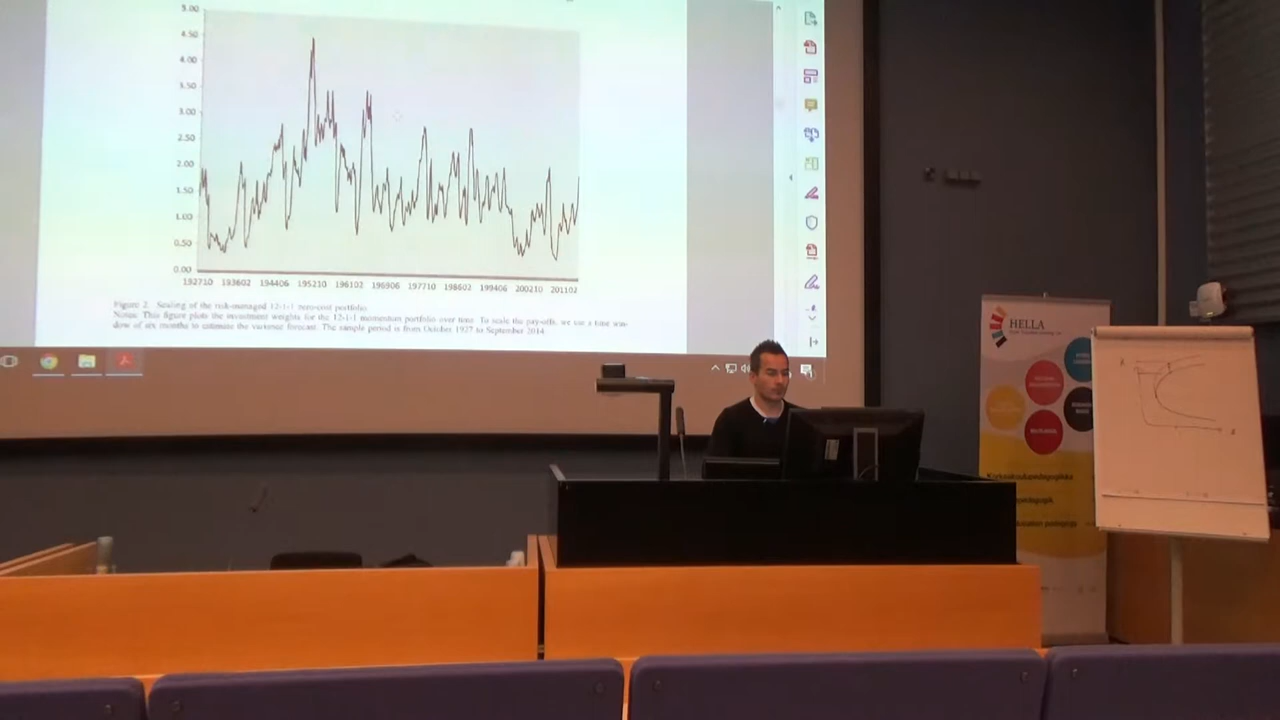 5.00
4.50
4.00
3.50
3.00
2.50
2.00
1.50
1.00
0.50
0.00
192710 193602 194406 195210 196102 196906 197710 198602 199406 200210 201102
Figure 2. Scaling of the risk-managed 12-1-1 zero-cost portfolio.
Notes: This figure plots the investment weights for the 12-1-1 momentum portfolio over time. To scale the pay-offs, we use a time win-
dow of six months to estimate the variance forecast. The sample period is from October 1927 to September 2014.
HELLA